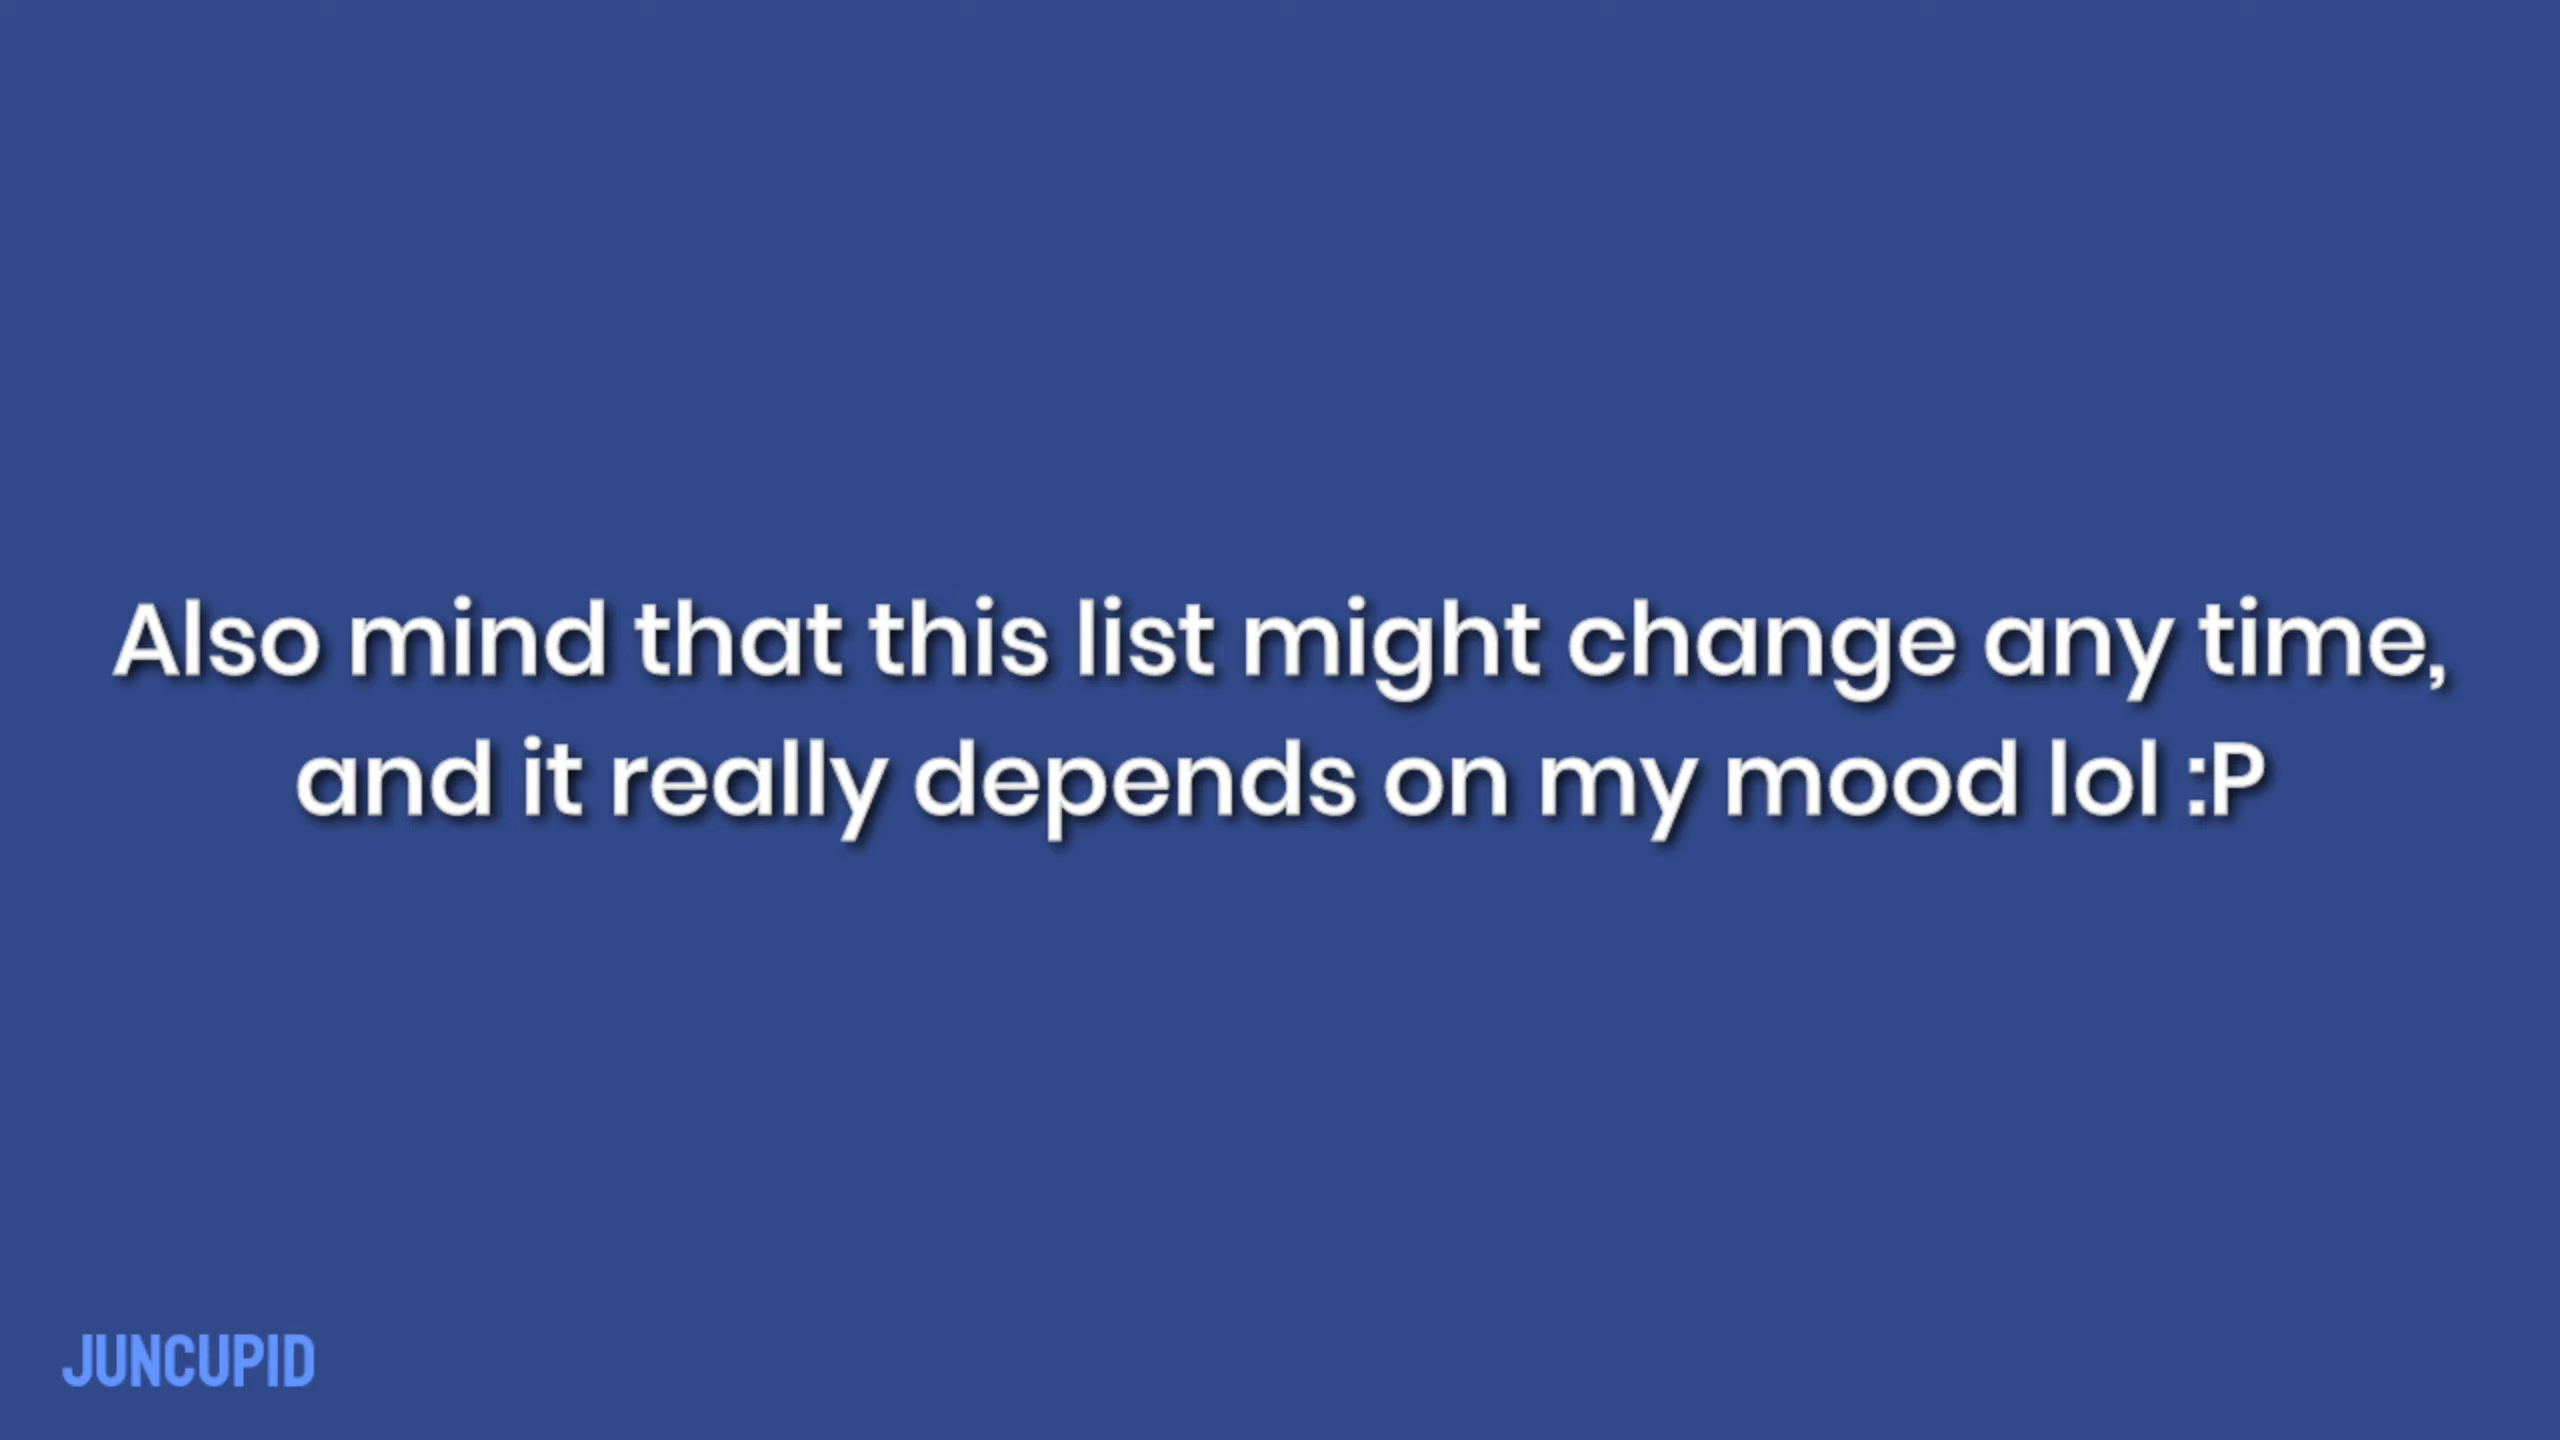 Also mind that this list might change any time,
and it really depends on my mood lol :P
JUNCUPID